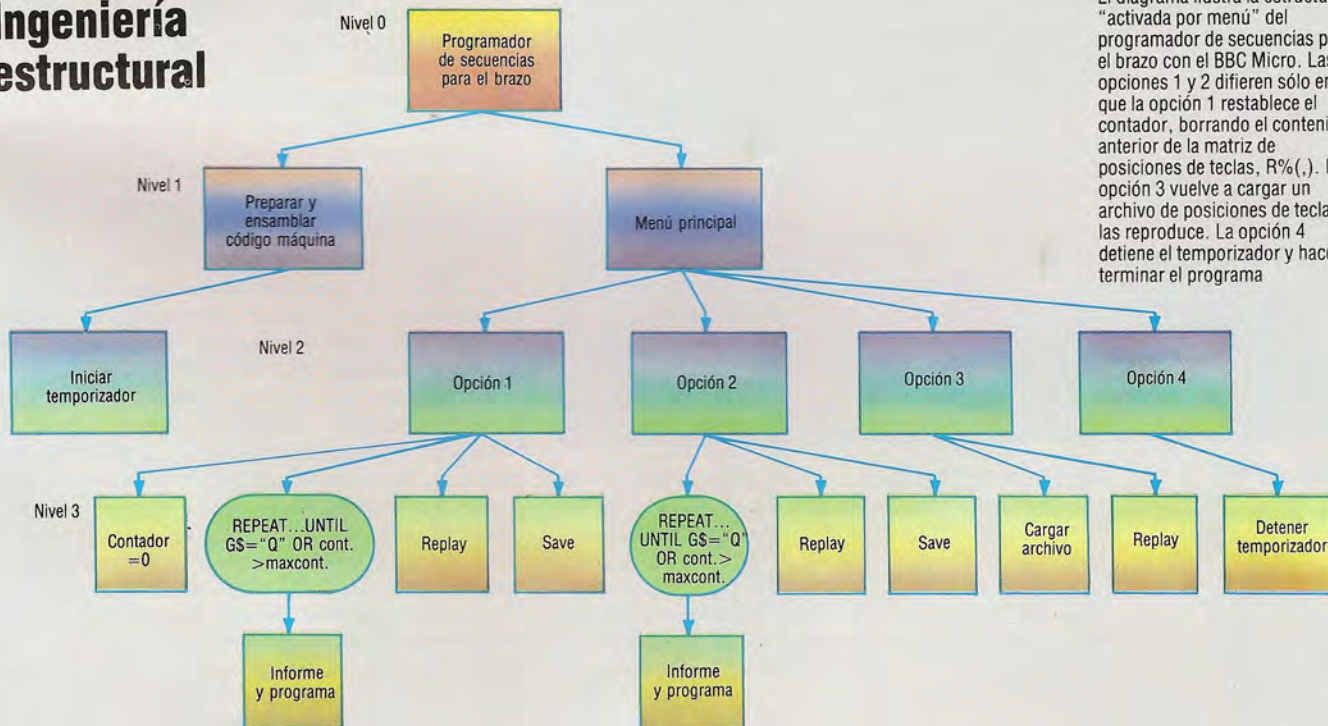 Ingeniería
estructural
Nivel 0
Programador
de secuencias
para el brazo
"activada por menú" del
programador de secuencias
el brazo con el BBC Micro.
opciones 1 y 2 difieren sólo
que la opción 1 restablece el
contador, borrando el
anterior de la matriz de
posiciones de teclas, R%(,).
opción 3 vuelve a cargar un
archivo de posiciones de
las reproduce. La opción 4
detiene el temporizador y
terminar el programa
Nivel 1
Preparar y
ensamblar
código máquina
Menú principal
Nivel 2
Iniciar
temporizador
Opción 1
Opción 2
Opción 3
Opción 4
Nivel 3
Contador
=0
REPEAT...UNTIL
G$="Q" OR cont.
>maxcont.
Replay
Save
REPEAT...
UNTIL G$="Q"
OR cont.>
maxcont.
Replay
Save
Cargar
archivo
Replay
Detener
temporizador
Informe
y programa
Informe
y programa